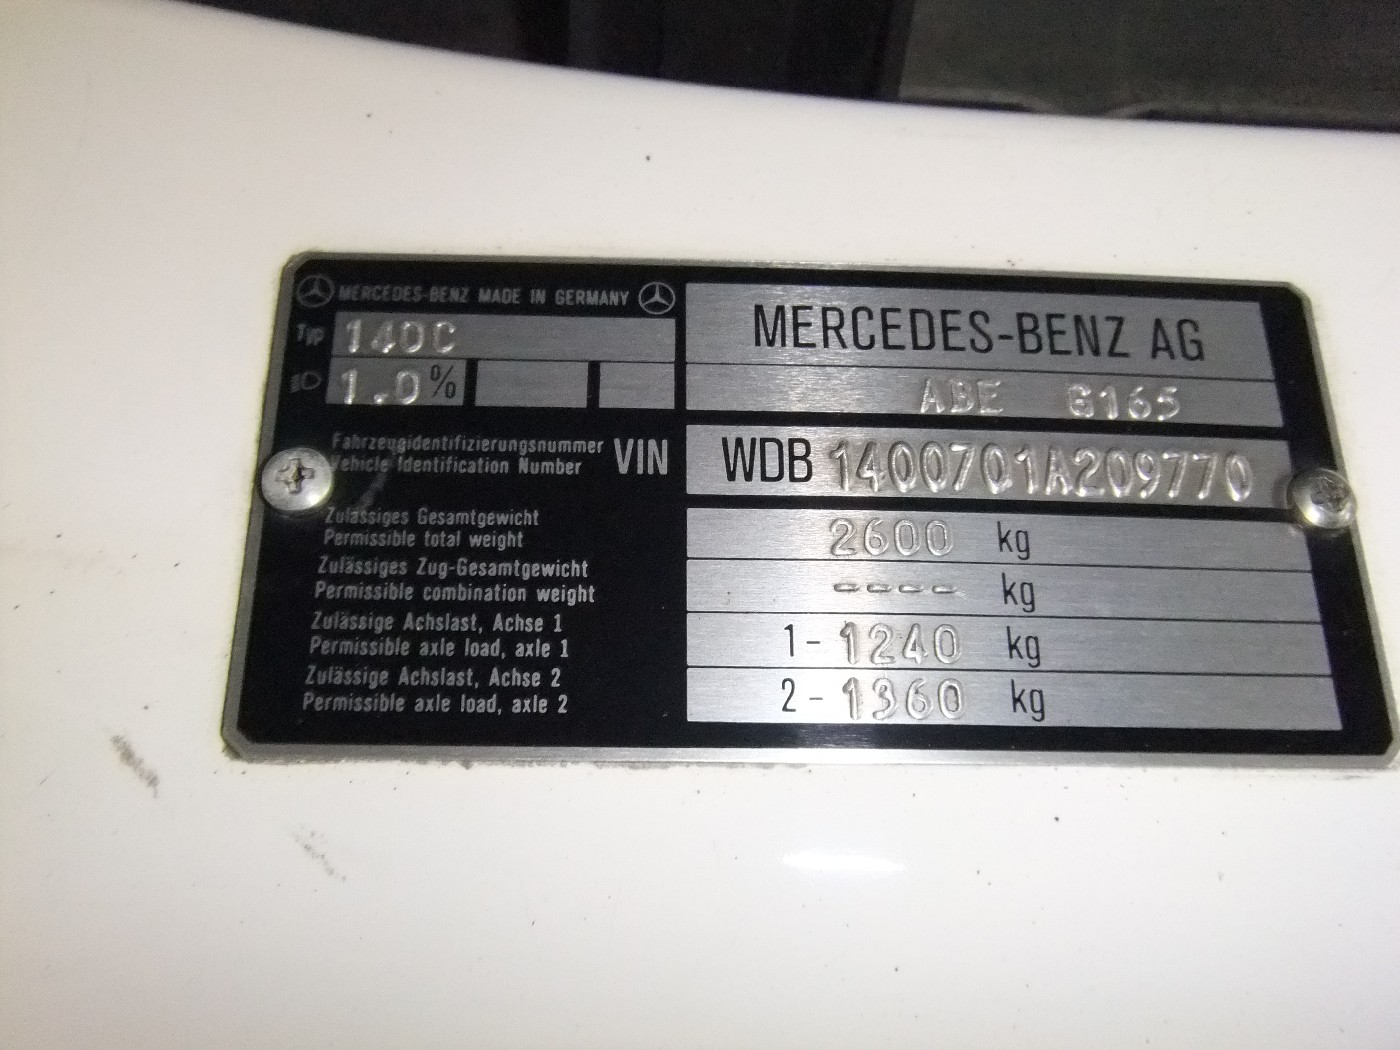 MERCEDES-BENZ MADE IN GERMANY
Typ 140C
1.0 %
MERCEDES-BENZ AG
ABE G165
Fahrzeugidentifizierungsnummer
Vehicle Identification Number
VIN
WDB 1400701A209770
Zulässiges Gesamtgewicht
Permissible total weight
2600 kg
Zulässiges Zug-Gesamtgewicht
Permissible combination weight
---- kg
Zulässige Achslast, Achse 1
Permissible axle load, axle 1
1 - 1240 kg
Zulässige Achslast, Achse 2
Permissible axle load, axle 2
2 - 1360 kg